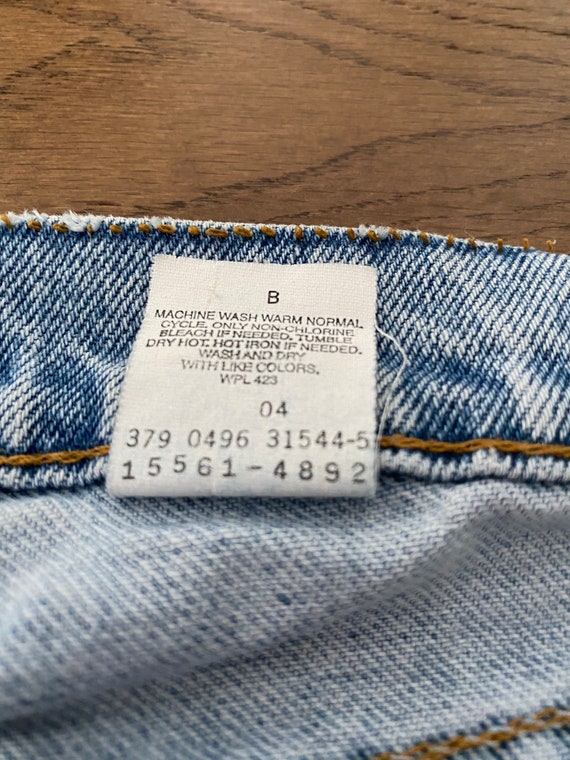 B
MACHINE WASH WARM NORMAL
CYCLE. ONLY NON-CHLORINE
BLEACH IF NEEDED. TUMBLE
DRY HOT. HOT IRON IF NEEDED.
WASH AND DRY
WITH LIKE COLORS.
WPL 423
04
379 0496 31544-5
15561-4892